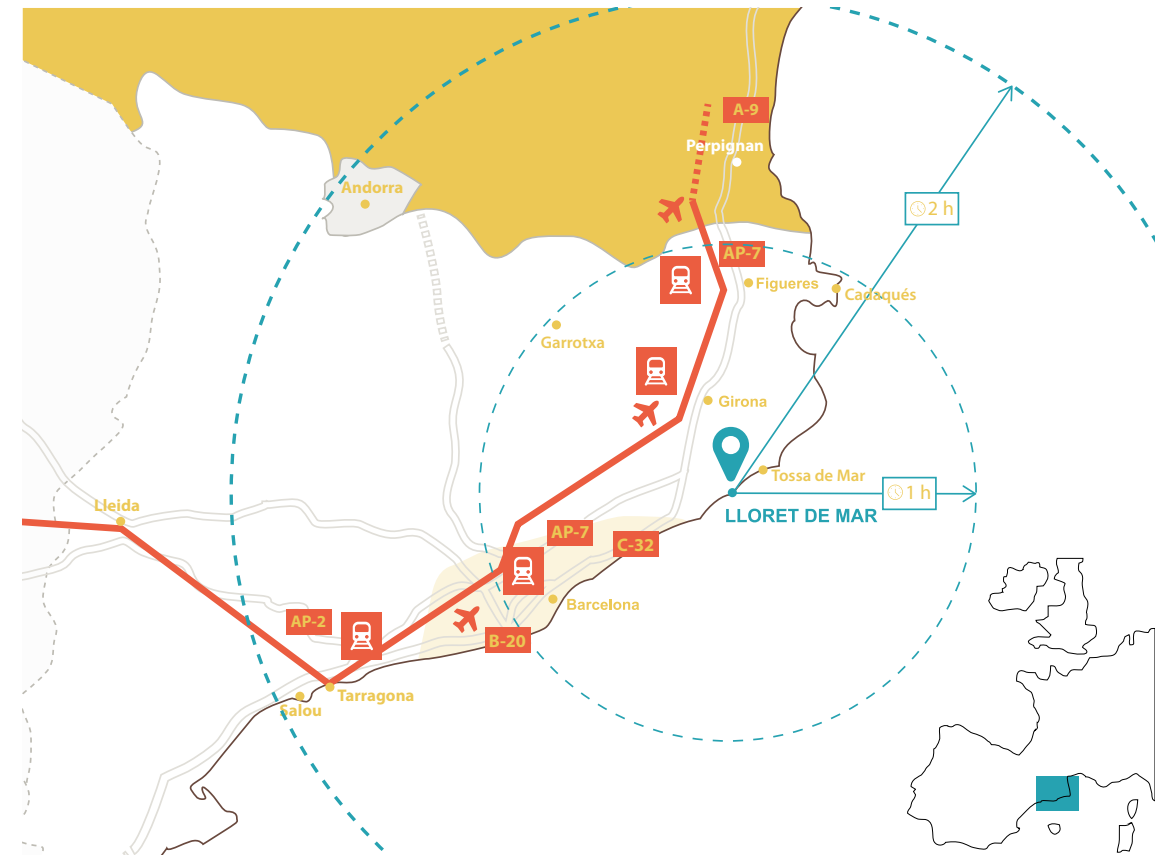 A-9
Perpignan
Andorra
2 h
AP-7
Figueres
Cadaqués
Garrotxa
Girona
Tossa de Mar
1 h
Lleida
LLORET DE MAR
AP-7
C-32
Barcelona
AP-2
B-20
Tarragona
Salou